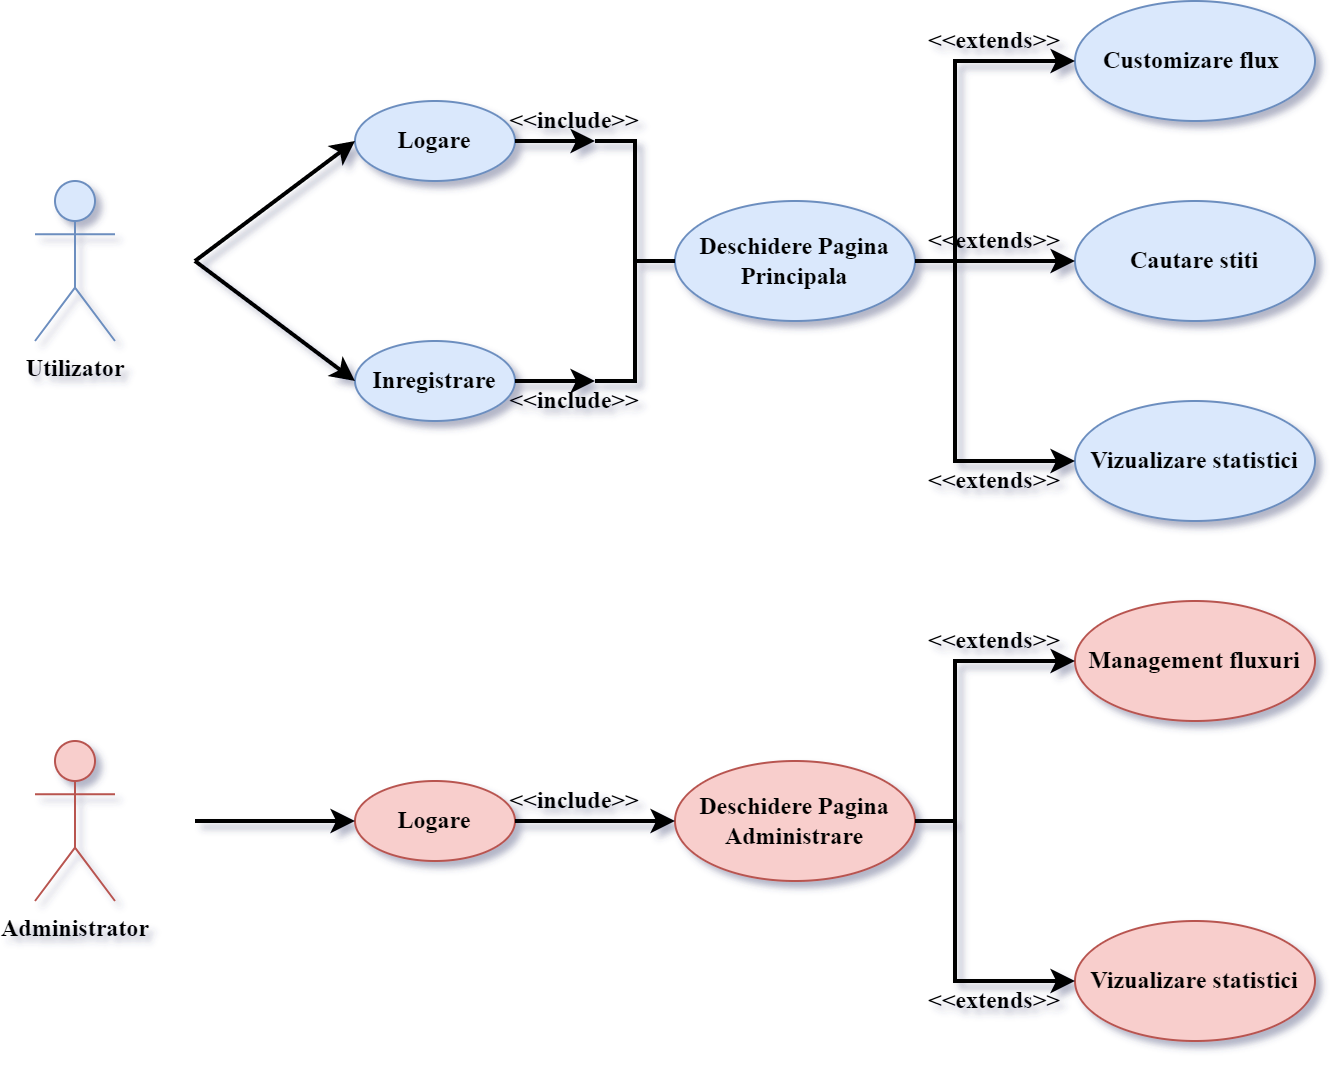 <<extends>>
Customizare flux
<<include>>
Logare
<<extends>>
Deschidere Pagina
Principala
Cautare stiti
Utilizator
Inregistrare
<<include>>
Vizualizare statistici
<<extends>>
<<extends>>
Management fluxuri
<<include>>
Logare
Deschidere Pagina
Administrare
Administrator
Vizualizare statistici
<<extends>>